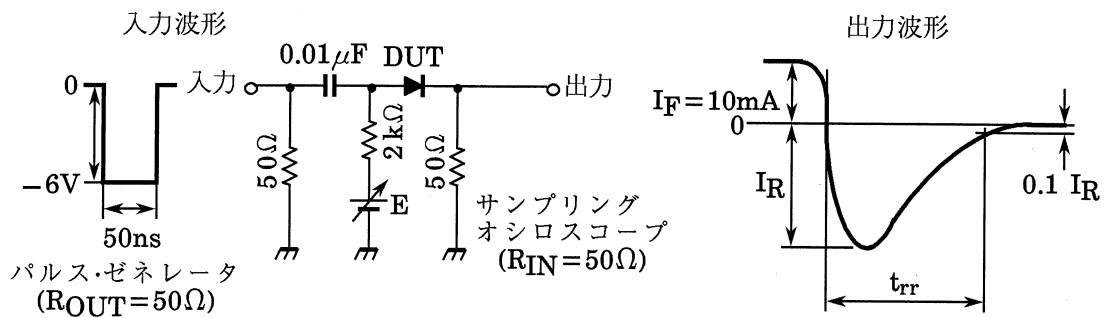 入力波形
0
−6V
50ns
パルス・ゼネレータ
(ROUT=50Ω)
入力
0.01μF
DUT
50Ω
2kΩ
E
50Ω
出力
サンプリング
オシロスコープ
(RIN=50Ω)
出力波形
IF=10mA
0
IR
0.1 IR
trr